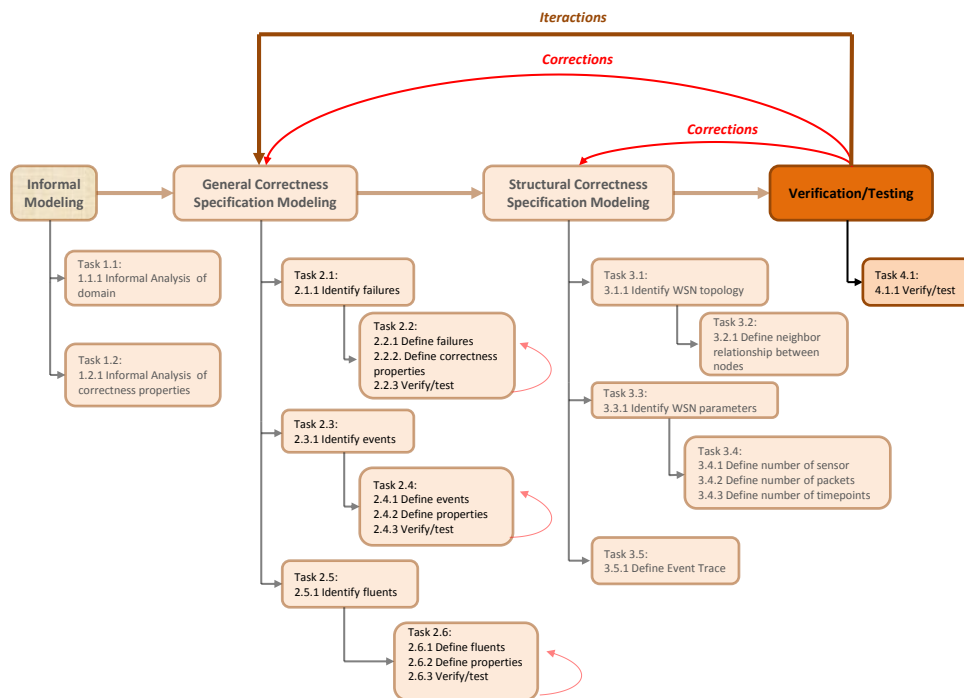 Iteractions
Corrections
Corrections
Informal
Modeling
General Correctness
Specification Modeling
Structural Correctness
Specification Modeling
Verification/Testing
Task 1.1:
1.1.1 Informal Analysis of
domain
Task 1.2:
1.2.1 Informal Analysis of
correctness properties
Task 2.1:
2.1.1 Identify failures
Task 2.2:
2.2.1 Define failures
2.2.2. Define correctness
properties
2.2.3 Verify/test
Task 2.3:
2.3.1 Identify events
Task 2.4:
2.4.1 Define events
2.4.2 Define properties
2.4.3 Verify/test
Task 2.5:
2.5.1 Identify fluents
Task 2.6:
2.6.1 Define fluents
2.6.2 Define properties
2.6.3 Verify/test
Task 3.1:
3.1.1 Identify WSN topology
Task 3.2:
3.2.1 Define neighbor
relationship between
nodes
Task 3.3:
3.3.1 Identify WSN parameters
Task 3.4:
3.4.1 Define number of sensor
3.4.2 Define number of packets
3.4.3 Define number of timepoints
Task 3.5:
3.5.1 Define Event Trace
Task 4.1:
4.1.1 Verify/test